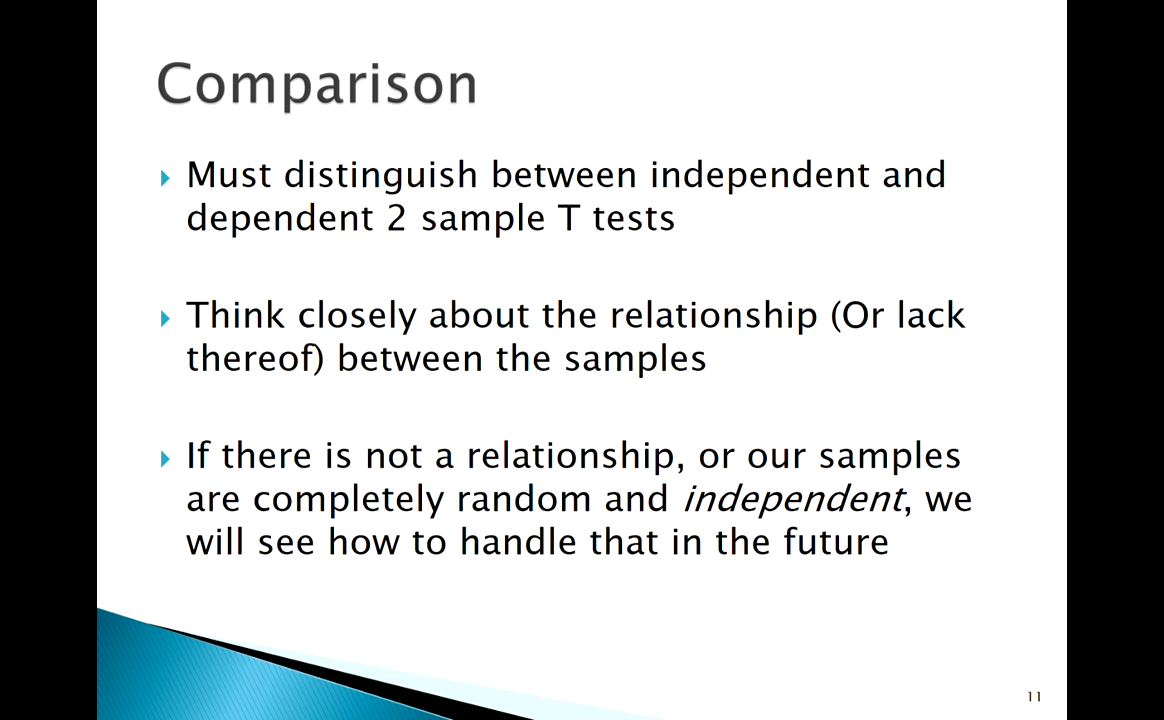 Comparison
Must distinguish between independent and
dependent 2 sample T tests
Think closely about the relationship (Or lack
thereof) between the samples
If there is not a relationship, or our samples
are completely random and independent, we
will see how to handle that in the future
11